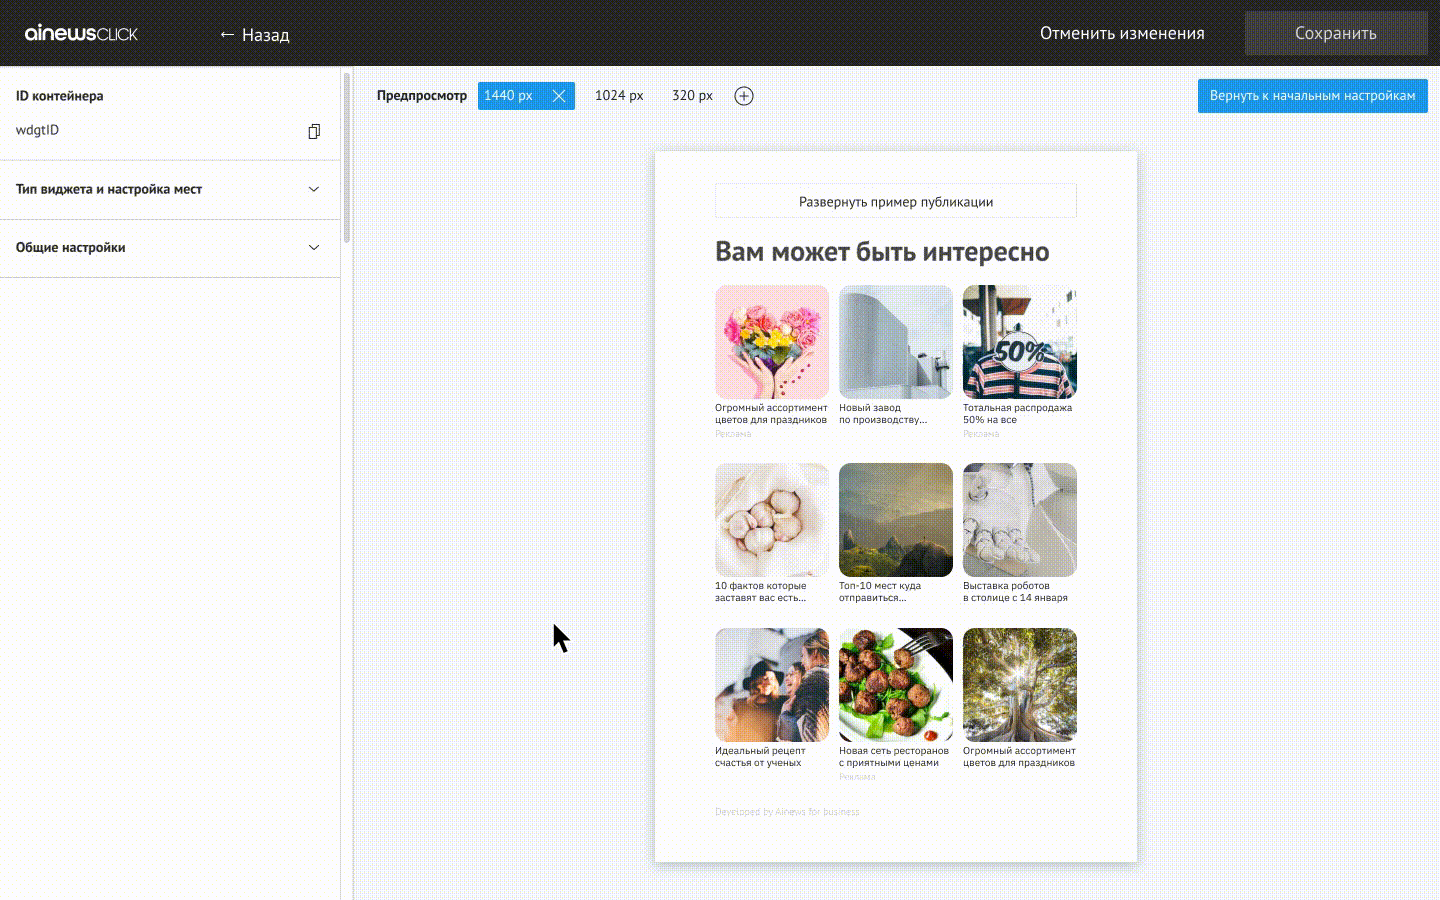 ainewsCLICK
← Назад
Отменить изменения
Сохранить
ID контейнера
wdgtID
Тип виджета и настройка мест
Общие настройки
Предпросмотр
1440 px
1024 px
320 px
Вернуть к начальным настройкам
Развернуть пример публикации
Вам может быть интересно
50%
Огромный ассортимент
цветов для праздников
Реклама
Новый завод
по производству...
Тотальная распродажа
50% на все
Реклама
10 фактов которые
заставят вас есть...
Топ-10 мест куда
отправиться...
Выставка роботов
в столице с 14 января
Идеальный рецепт
счастья от ученых
Новая сеть ресторанов
с приятными ценами
Реклама
Огромный ассортимент
цветов для праздников
Developed by Ainews for business